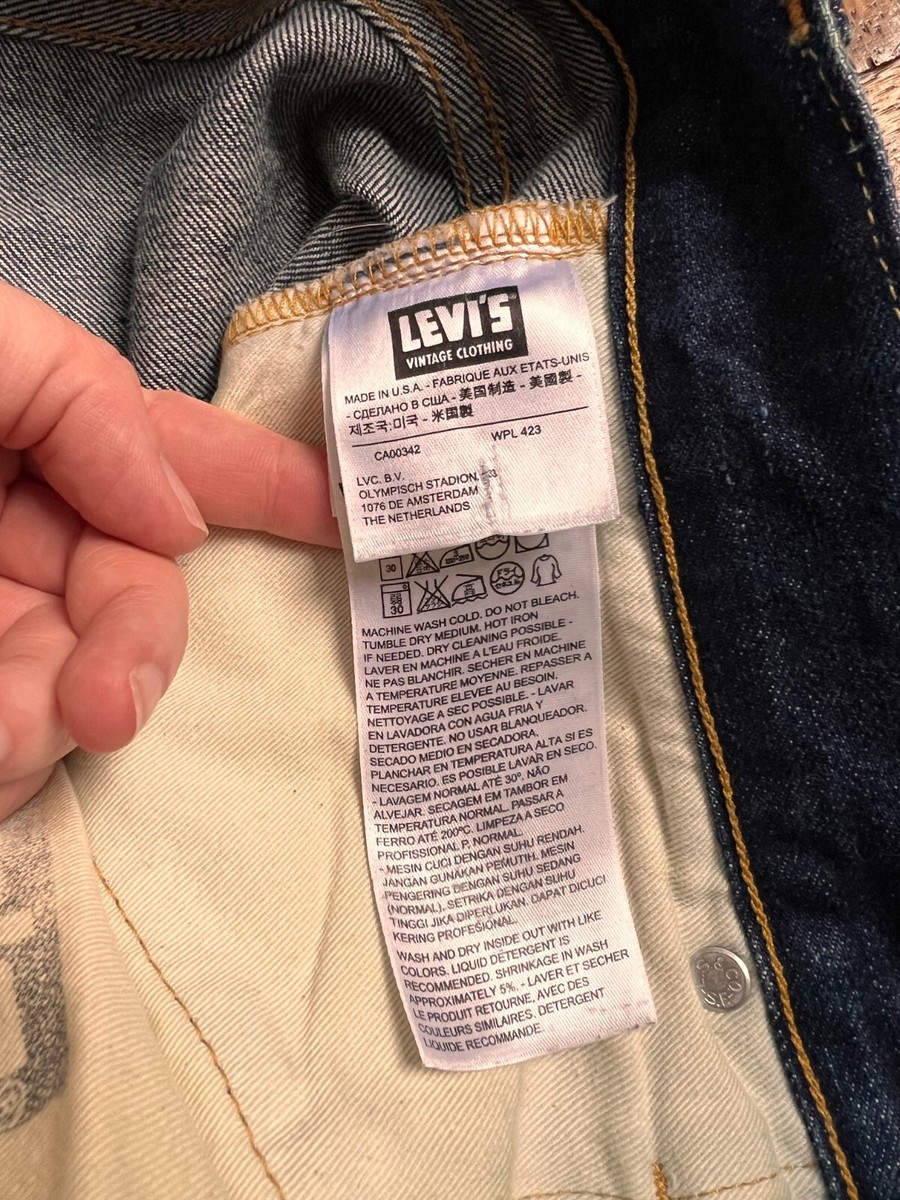 LEVI'S®
VINTAGE CLOTHING
MADE IN U.S.A. - FABRIQUE AUX ETATS-UNIS
- СДЕЛАНО В США - 美国制造 - 美國製 -
제조국:미국 - 米国製
CA00342 WPL 423
LVC. B.V.
OLYMPISCH STADION,
1076 DE AMSTERDAM
THE NETHERLANDS
30
30
MACHINE WASH COLD. DO NOT BLEACH.
TUMBLE DRY MEDIUM. HOT IRON
IF NEEDED. DRY CLEANING POSSIBLE -
LAVER EN MACHINE A L'EAU FROIDE.
NE PAS BLANCHIR. SECHER EN MACHINE
A TEMPERATURE MOYENNE. REPASSER A
TEMPERATURE ELEVEE AU BESOIN.
NETTOYAGE A SEC POSSIBLE. - LAVAR
EN LAVADORA CON AGUA FRIA Y
DETERGENTE. NO USAR BLANQUEADOR.
SECADO MEDIO EN SECADORA.
PLANCHAR EN TEMPERATURA ALTA SI ES
NECESARIO. ES POSIBLE LAVAR EN SECO.
- LAVAGEM NORMAL ATÉ 30º. NÃO
ALVEJAR. SECAGEM EM TAMBOR EM
TEMPERATURA NORMAL. PASSAR A
FERRO ATÉ 200ºC. LIMPEZA A SECO
PROFISSIONAL P, NORMAL.
- MESIN CUCI DENGAN SUHU RENDAH.
JANGAN GUNAKAN PEMUTIH. MESIN
PENGERING DENGAN SUHU SEDANG
(NORMAL). SETRIKA DENGAN SUHU
TINGGI JIKA DIPERLUKAN. DAPAT DICUCI
KERING PROFESIONAL.
WASH AND DRY INSIDE OUT WITH LIKE
COLORS. LIQUID DETERGENT IS
RECOMMENDED. SHRINKAGE IN WASH
APPROXIMATELY 5%. - LAVER ET SECHER
LE PRODUIT RETOURNE, AVEC DES
COULEURS SIMILAIRES. DETERGENT
LIQUIDE RECOMMANDE.